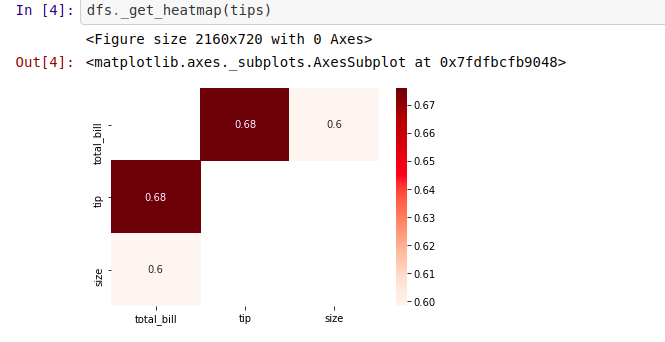 In [4]: dfs._get_heatmap(tips)
<Figure size 2160x720 with 0 Axes>
Out[4]: <matplotlib.axes._subplots.AxesSubplot at 0x7fdfbcfb9048>
total_bill
0.68
0.6
tip
0.68
size
0.6
total_bill
tip
size
0.67
0.66
0.65
0.64
0.63
0.62
0.61
0.60